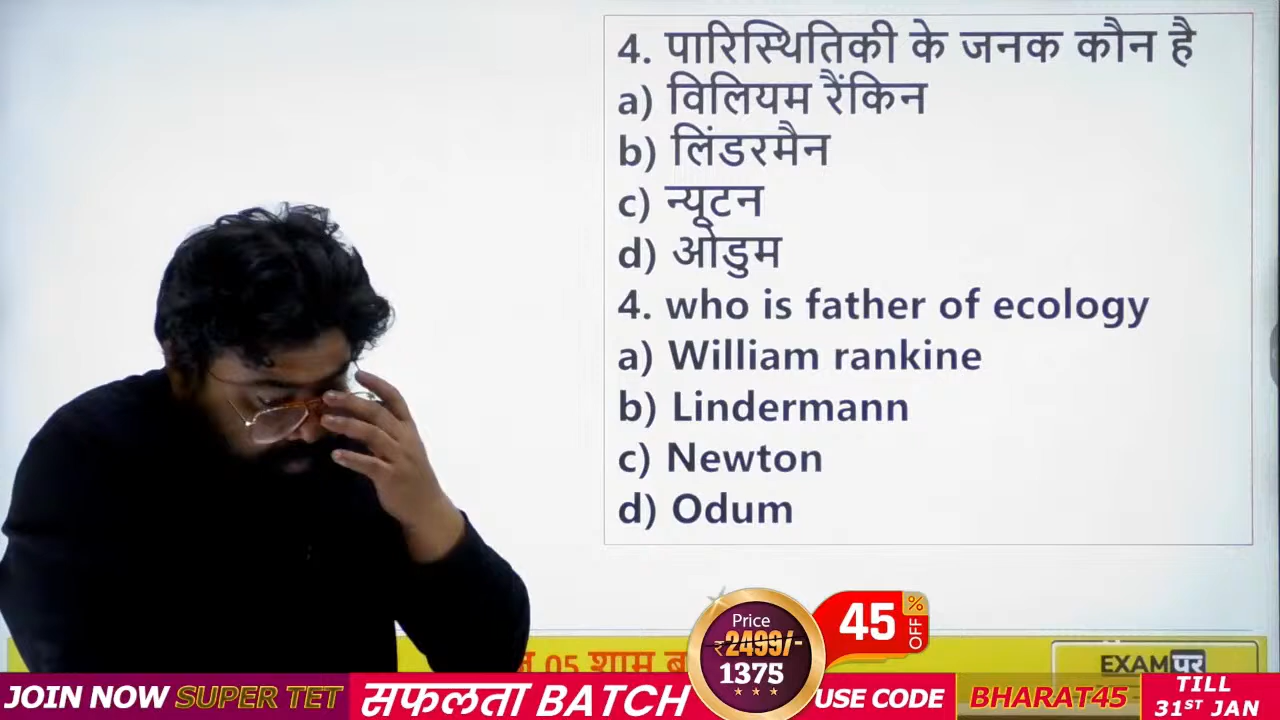 4. पारिस्थितिकी के जनक कौन है
a) विलियम रैंकिन
b) लिंडरमैन
c) न्यूटन
d) ओडुम
4. who is father of ecology
a) William rankine
b) Lindermann
c) Newton
d) Odum
Price
₹2499/-
1375
45 % OFF
05 शाम
EXAM पर
JOIN NOW SUPER TET
सफलता BATCH
USE CODE
BHARAT45
TILL
31ST JAN